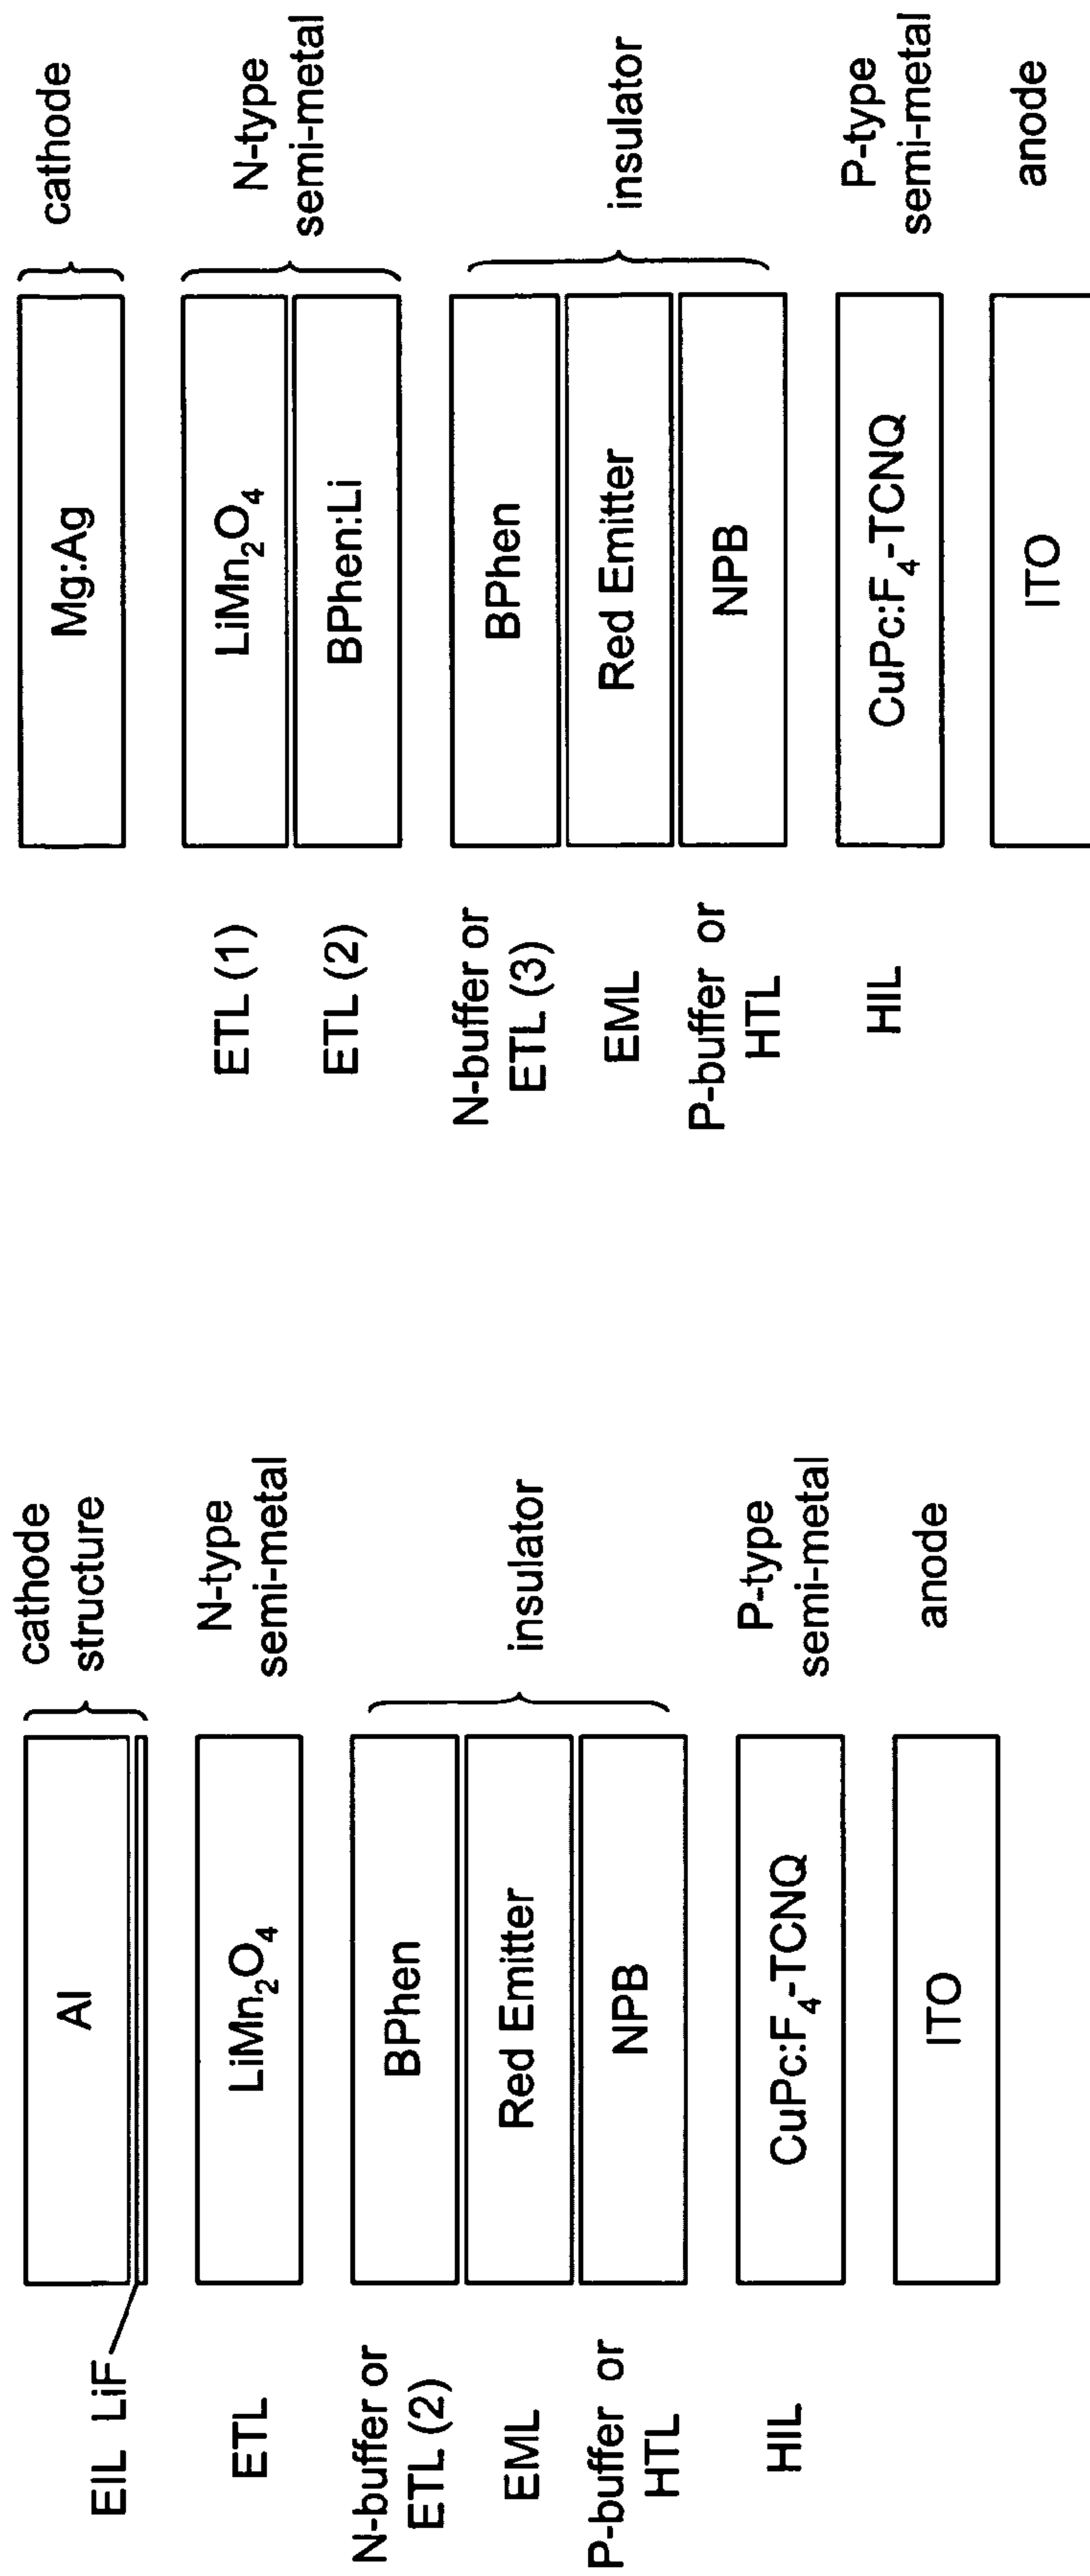 cathode
structure
EIL LiF
Al
ETL
LiMn2O4
N-type
semi-metal
N-buffer or
ETL (2)
BPhen
EML
Red Emitter
insulator
P-buffer or
HTL
NPB
HIL
CuPc:F4-TCNQ
P-type
semi-metal
ITO
anode
Mg:Ag
cathode
ETL (1)
LiMn2O4
N-type
semi-metal
ETL (2)
BPhen:Li
N-buffer or
ETL (3)
BPhen
EML
Red Emitter
insulator
P-buffer or
HTL
NPB
HIL
CuPc:F4-TCNQ
P-type
semi-metal
ITO
anode